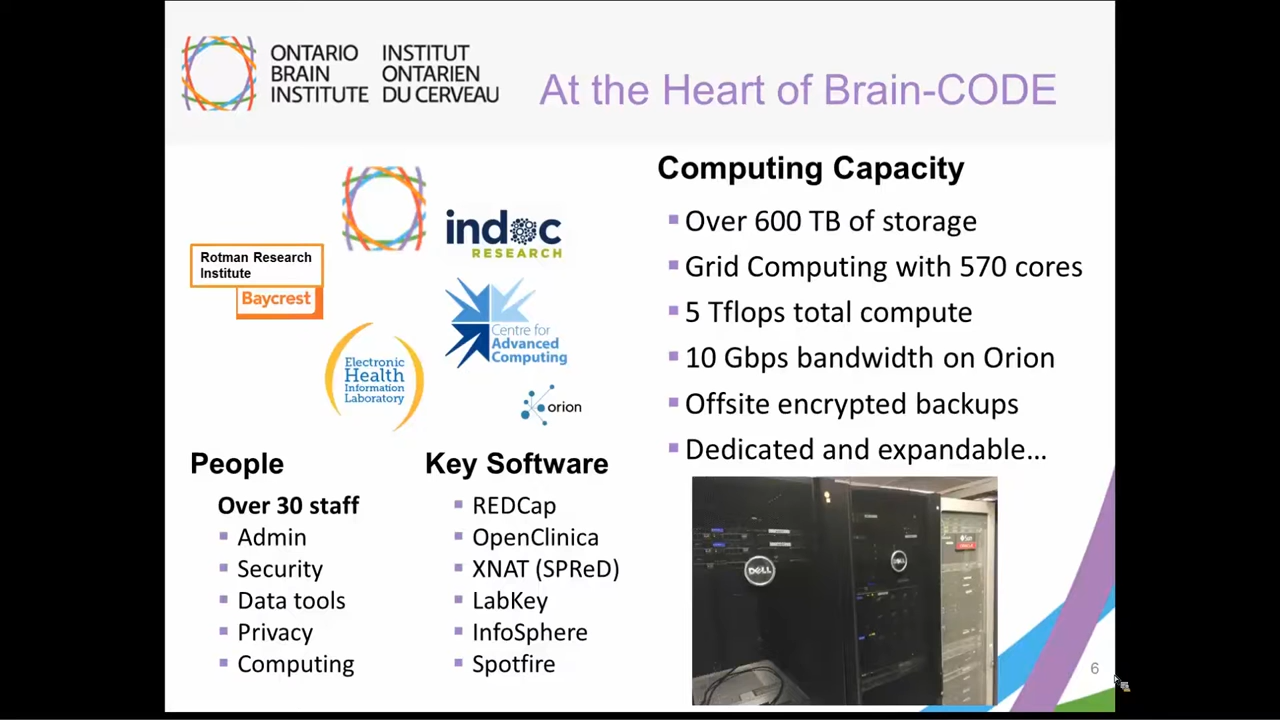 ONTARIO
BRAIN
INSTITUTE
INSTITUT
ONTARIEN
DU CERVEAU
At the Heart of Brain-CODE
indoc
RESEARCH
Rotman Research
Institute
Baycrest
Centre for
Advanced
Computing
Electronic
Health
Information
Laboratory
orion
Computing Capacity
Over 600 TB of storage
Grid Computing with 570 cores
5 Tflops total compute
10 Gbps bandwidth on Orion
Offsite encrypted backups
Dedicated and expandable…
People
Over 30 staff
Admin
Security
Data tools
Privacy
Computing
Key Software
REDCap
OpenClinica
XNAT (SPReD)
LabKey
InfoSphere
Spotfire
DELL
DELL
6